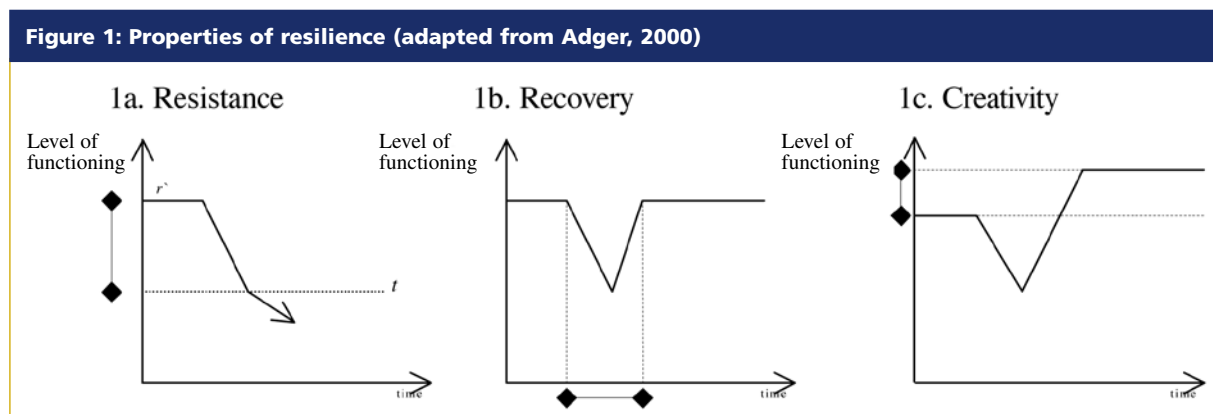 Figure 1: Properties of resilience (adapted from Adger, 2000)
1a. Resistance
Level of
functioning
r`
t
time
1b. Recovery
Level of
functioning
time
1c. Creativity
Level of
functioning
time